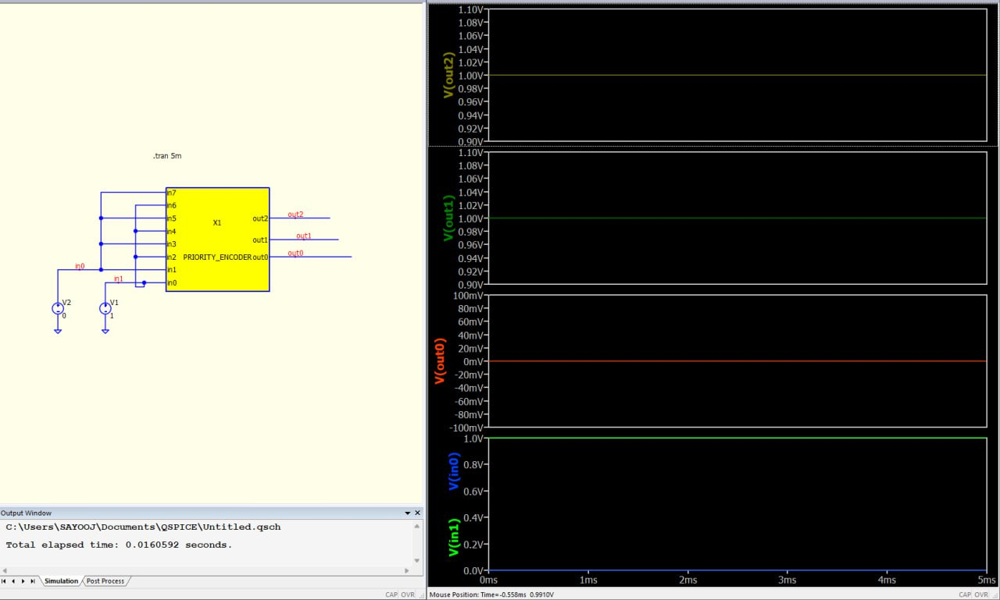 .tran 5m
in7
in6
in5
in4
in3
in2
in1
in0
X1
PRIORITY_ENCODER
out2
out1
out0
out2
out1
out0
in0
in1
V2
0
V1
1
Output Window
C:\Users\SAYOOJ\Documents\QSPICE\Untitled.qsch
Total elapsed time: 0.0160592 seconds.
Simulation
Post Process
CAP OVR
V(out2)
1.10V
1.08V
1.06V
1.04V
1.02V
1.00V
0.98V
0.96V
0.94V
0.92V
0.90V
V(out1)
1.10V
1.08V
1.06V
1.04V
1.02V
1.00V
0.98V
0.96V
0.94V
0.92V
0.90V
V(out0)
100mV
80mV
60mV
40mV
20mV
0mV
-20mV
-40mV
-60mV
-80mV
-100mV
V(in0)
V(in1)
1.0V
0.8V
0.6V
0.4V
0.2V
0.0V
0ms 1ms 2ms 3ms 4ms 5ms
Mouse Position: Time=-0.558ms 0.9910V
CAP OVR